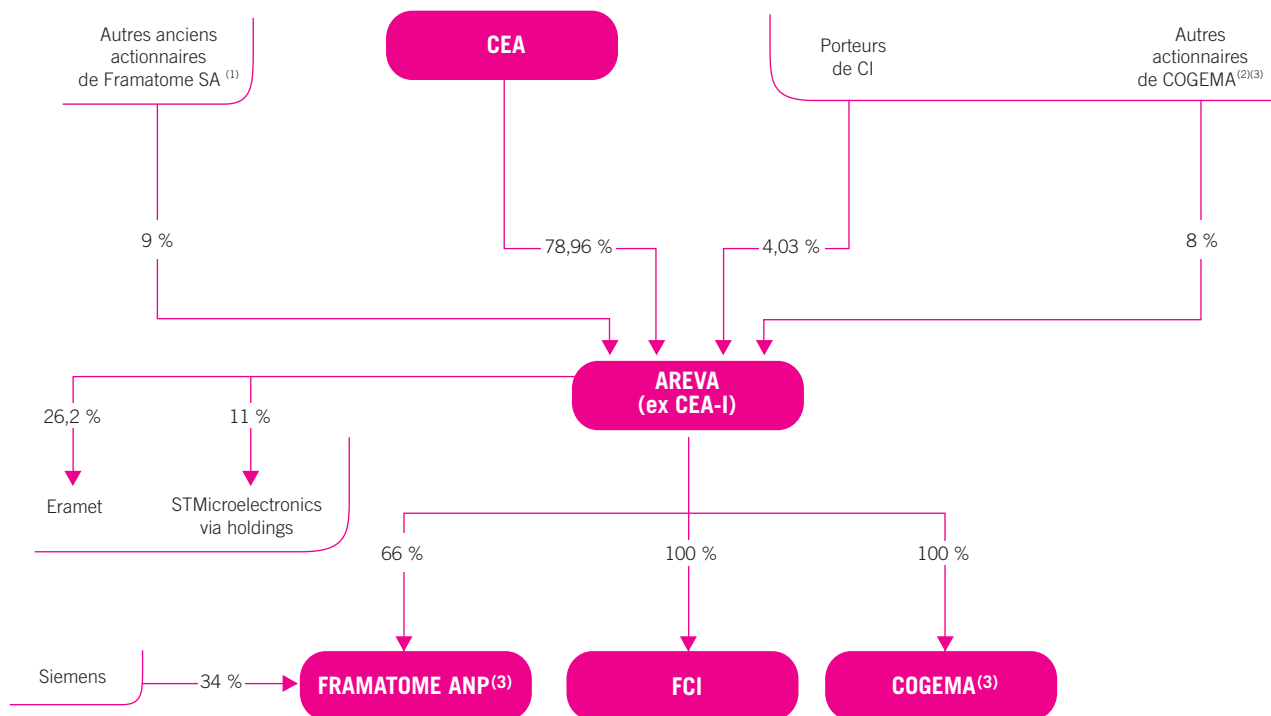 Autres anciens
actionnaires
de Framatome SA (1)
CEA
Porteurs
de CI
Autres
actionnaires
de COGEMA(2)(3)
9 %
78,96 %
4,03 %
8 %
AREVA
(ex CEA-I)
26,2 %
11 %
Eramet
STMicroelectronics
via holdings
66 %
100 %
100 %
Siemens
34 %
FRAMATOME ANP(3)
FCI
COGEMA(3)